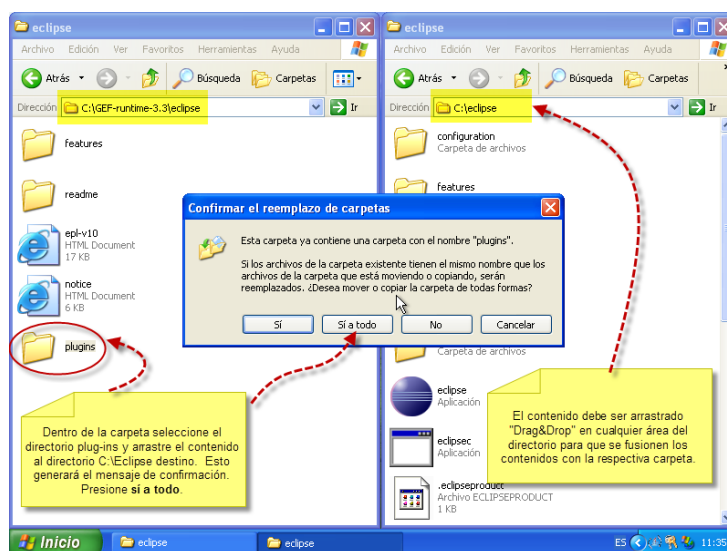 eclipse
Archivo Edición Ver Favoritos Herramientas Ayuda
Atrás Búsqueda Carpetas
Dirección C:\GEF-runtime-3.3\eclipse Ir
features
readme
epl-v10
HTML Document
17 KB
notice
HTML Document
6 KB
plugins
Dentro de la carpeta seleccione el
directorio plug-ins y arrastre el contenido
al directorio C:\Eclipse destino. Esto
generará el mensaje de confirmación.
Presione sí a todo.
eclipse
Archivo Edición Ver Favoritos Herramientas Ayuda
Atrás Búsqueda Carpetas
Dirección C:\eclipse Ir
configuration
Carpeta de archivos
features
Confirmar el reemplazo de carpetas
Esta carpeta ya contiene una carpeta con el nombre "plugins".
Si los archivos de la carpeta existente tienen el mismo nombre que los
archivos de la carpeta que está moviendo o copiando, serán
reemplazados. ¿Desea mover o copiar la carpeta de todas formas?
Sí Sí a todo No Cancelar
Carpeta de archivos
eclipse
Aplicación
eclipsec
Aplicación
.eclipseproduct
Archivo ECLIPSEPRODUCT
1 KB
El contenido debe ser arrastrado
"Drag&Drop" en cualquier área del
directorio para que se fusionen los
contenidos con la respectiva carpeta.
Inicio eclipse eclipse ES 11:35